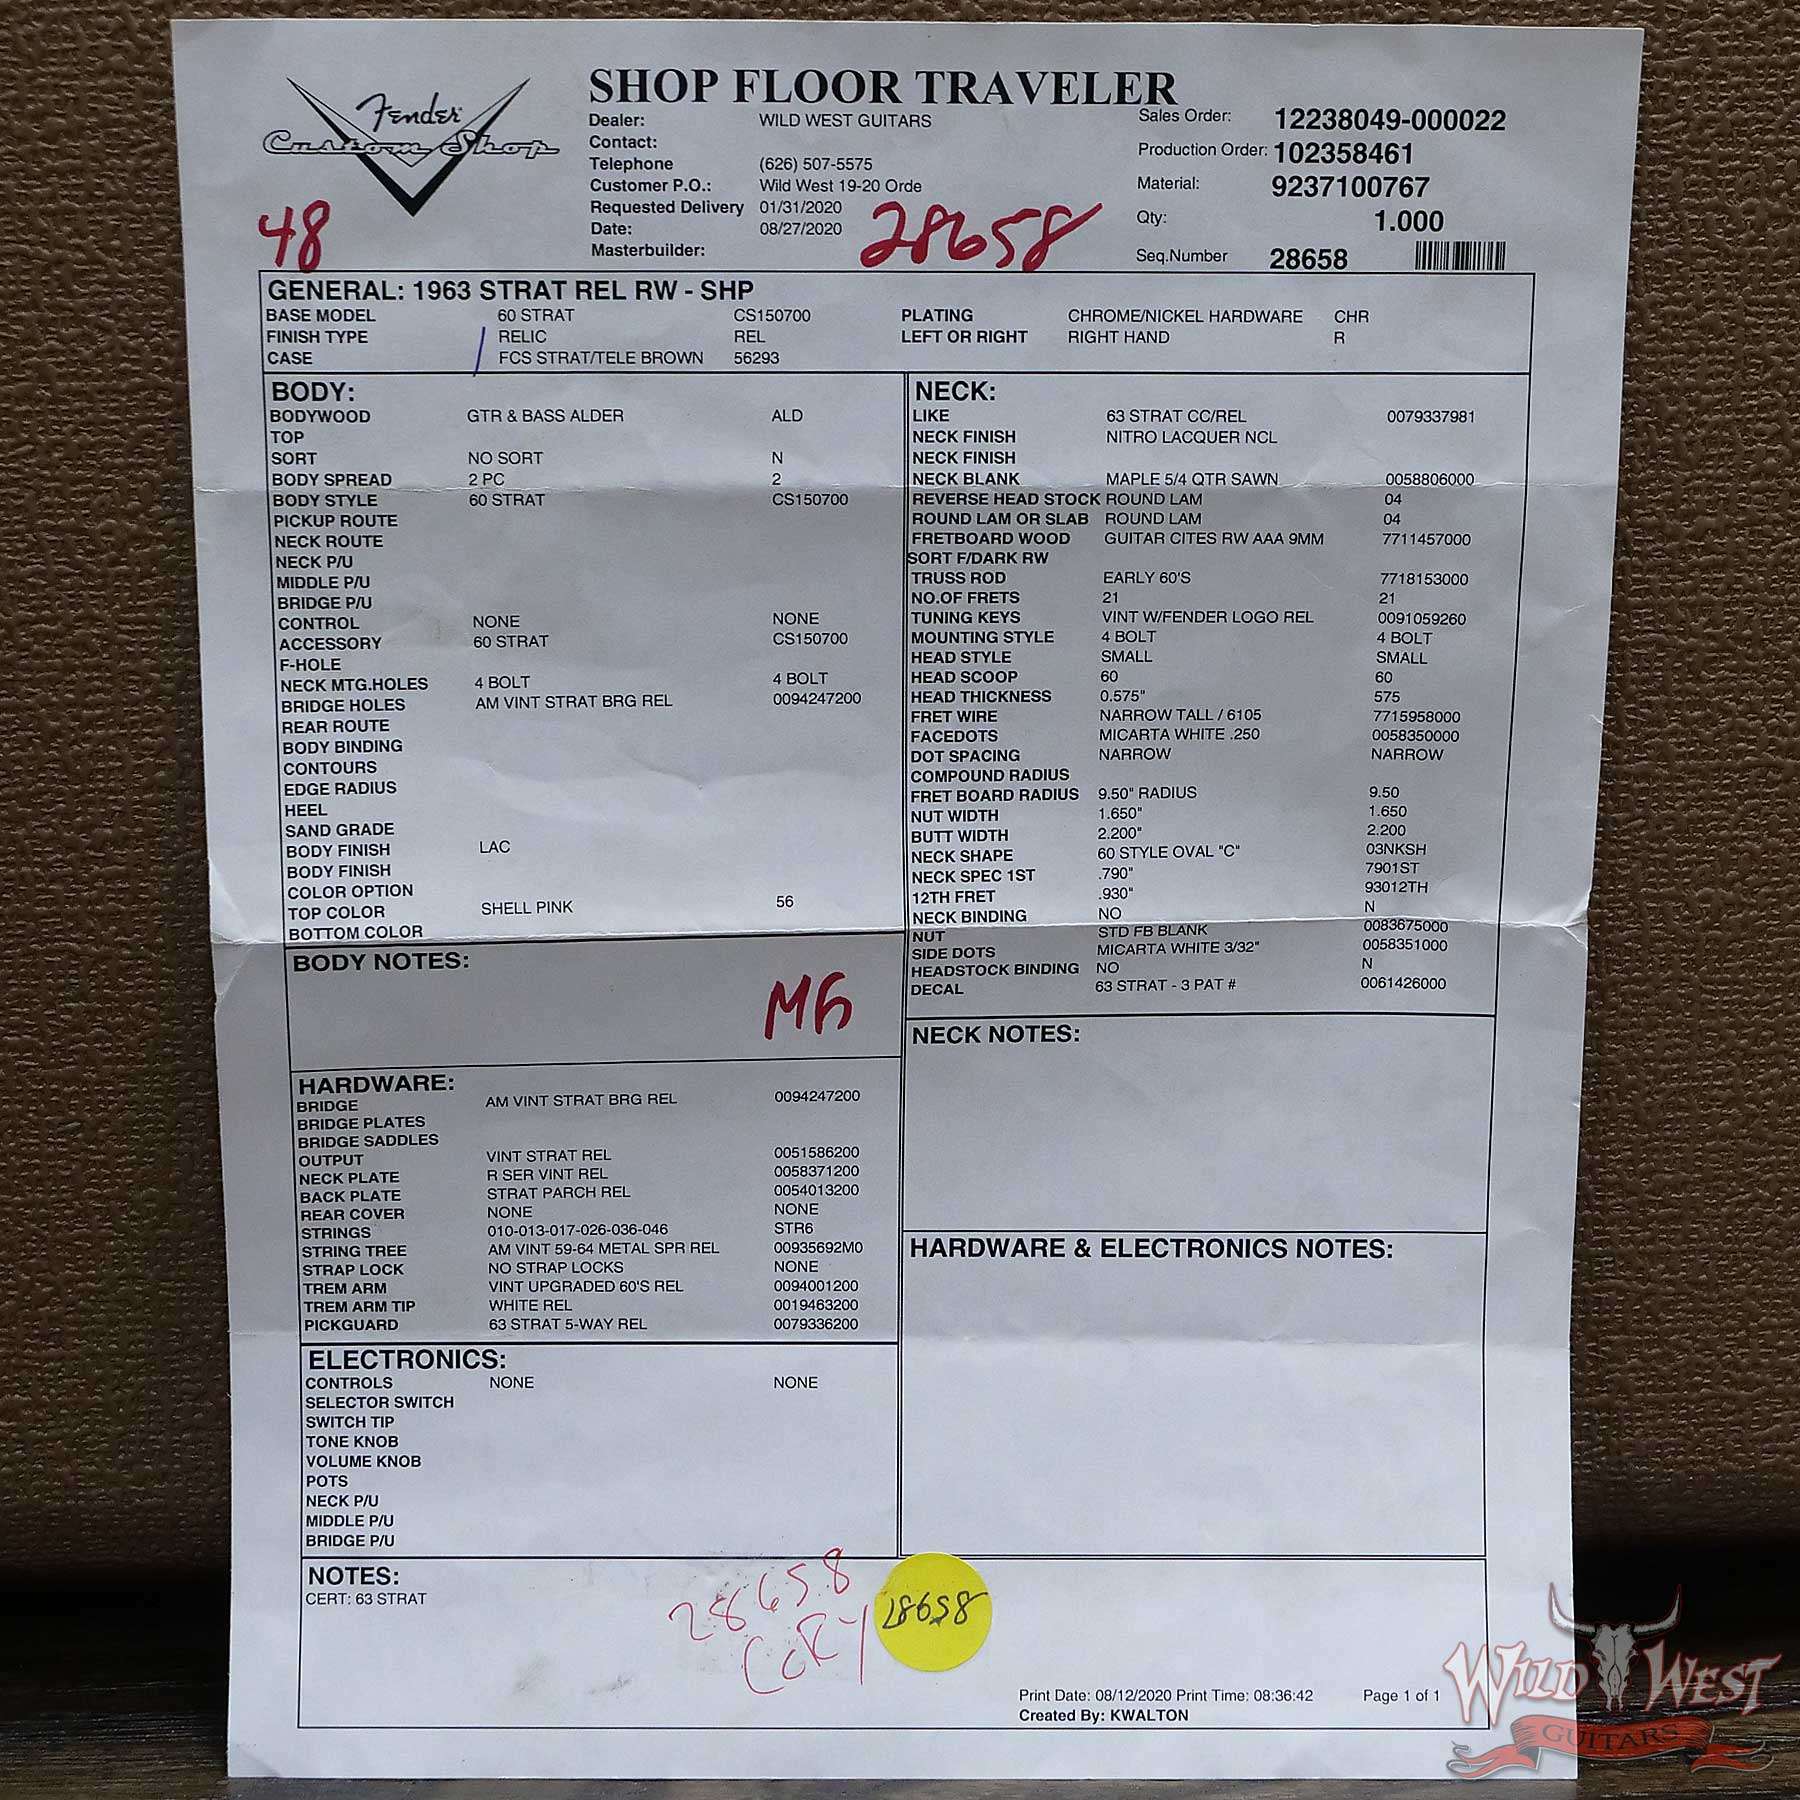 Fender
Custom Shop
SHOP FLOOR TRAVELER
Dealer: WILD WEST GUITARS
Contact:
Telephone (626) 507-5575
Customer P.O.: Wild West 19-20 Orde
Requested Delivery 01/31/2020
Date: 08/27/2020
Masterbuilder:
Sales Order: 12238049-000022
Production Order: 102358461
Material: 9237100767
Qty: 1.000
Seq.Number 28658
48
28658
GENERAL: 1963 STRAT REL RW - SHP
BASE MODEL 60 STRAT CS150700 PLATING CHROME/NICKEL HARDWARE CHR
FINISH TYPE RELIC REL LEFT OR RIGHT RIGHT HAND R
CASE FCS STRAT/TELE BROWN 56293
BODY:
BODYWOOD GTR & BASS ALDER ALD
TOP
SORT NO SORT N
BODY SPREAD 2 PC 2
BODY STYLE 60 STRAT CS150700
PICKUP ROUTE
NECK ROUTE
NECK P/U
MIDDLE P/U
BRIDGE P/U
CONTROL NONE NONE
ACCESSORY 60 STRAT CS150700
F-HOLE
NECK MTG.HOLES 4 BOLT 4 BOLT
BRIDGE HOLES AM VINT STRAT BRG REL 0094247200
REAR ROUTE
BODY BINDING
CONTOURS
EDGE RADIUS
HEEL
SAND GRADE
BODY FINISH LAC
BODY FINISH
COLOR OPTION
TOP COLOR SHELL PINK 56
BOTTOM COLOR
BODY NOTES:
HARDWARE:
BRIDGE AM VINT STRAT BRG REL 0094247200
BRIDGE PLATES
BRIDGE SADDLES
OUTPUT VINT STRAT REL 0051586200
NECK PLATE R SER VINT REL 0058371200
BACK PLATE STRAT PARCH REL 0054013200
REAR COVER NONE NONE
STRINGS 010-013-017-026-036-046 STR6
STRING TREE AM VINT 59-64 METAL SPR REL 00935692M0
STRAP LOCK NO STRAP LOCKS NONE
TREM ARM VINT UPGRADED 60'S REL 0094001200
TREM ARM TIP WHITE REL 0019463200
PICKGUARD 63 STRAT 5-WAY REL 0079336200
ELECTRONICS:
CONTROLS NONE NONE
SELECTOR SWITCH
SWITCH TIP
TONE KNOB
VOLUME KNOB
POTS
NECK P/U
MIDDLE P/U
BRIDGE P/U
NECK:
LIKE 63 STRAT CC/REL 0079337981
NECK FINISH NITRO LACQUER NCL
NECK FINISH
NECK BLANK MAPLE 5/4 QTR SAWN 0058806000
REVERSE HEAD STOCK ROUND LAM 04
ROUND LAM OR SLAB ROUND LAM 04
FRETBOARD WOOD GUITAR CITES RW AAA 9MM 7711457000
SORT F/DARK RW
TRUSS ROD EARLY 60'S 7718153000
NO.OF FRETS 21 21
TUNING KEYS VINT W/FENDER LOGO REL 0091059260
MOUNTING STYLE 4 BOLT 4 BOLT
HEAD STYLE SMALL SMALL
HEAD SCOOP 60 60
HEAD THICKNESS 0.575" 575
FRET WIRE NARROW TALL / 6105 7715958000
FACEDOTS MICARTA WHITE .250 0058350000
DOT SPACING NARROW NARROW
COMPOUND RADIUS
FRET BOARD RADIUS 9.50" RADIUS 9.50
NUT WIDTH 1.650" 1.650
BUTT WIDTH 2.200" 2.200
NECK SHAPE 60 STYLE OVAL "C" 03NKSH
NECK SPEC 1ST .790" 7901ST
12TH FRET .930" 93012TH
NECK BINDING NO N
NUT STD FB BLANK 0083675000
SIDE DOTS MICARTA WHITE 3/32" 0058351000
HEADSTOCK BINDING NO N
DECAL 63 STRAT - 3 PAT # 0061426000
NECK NOTES:
HARDWARE & ELECTRONICS NOTES:
NOTES:
CERT: 63 STRAT
28658
CORY
28658
Print Date: 08/12/2020 Print Time: 08:36:42 Page 1 of 1
Created By: KWALTON
WILD WEST
GUITARS